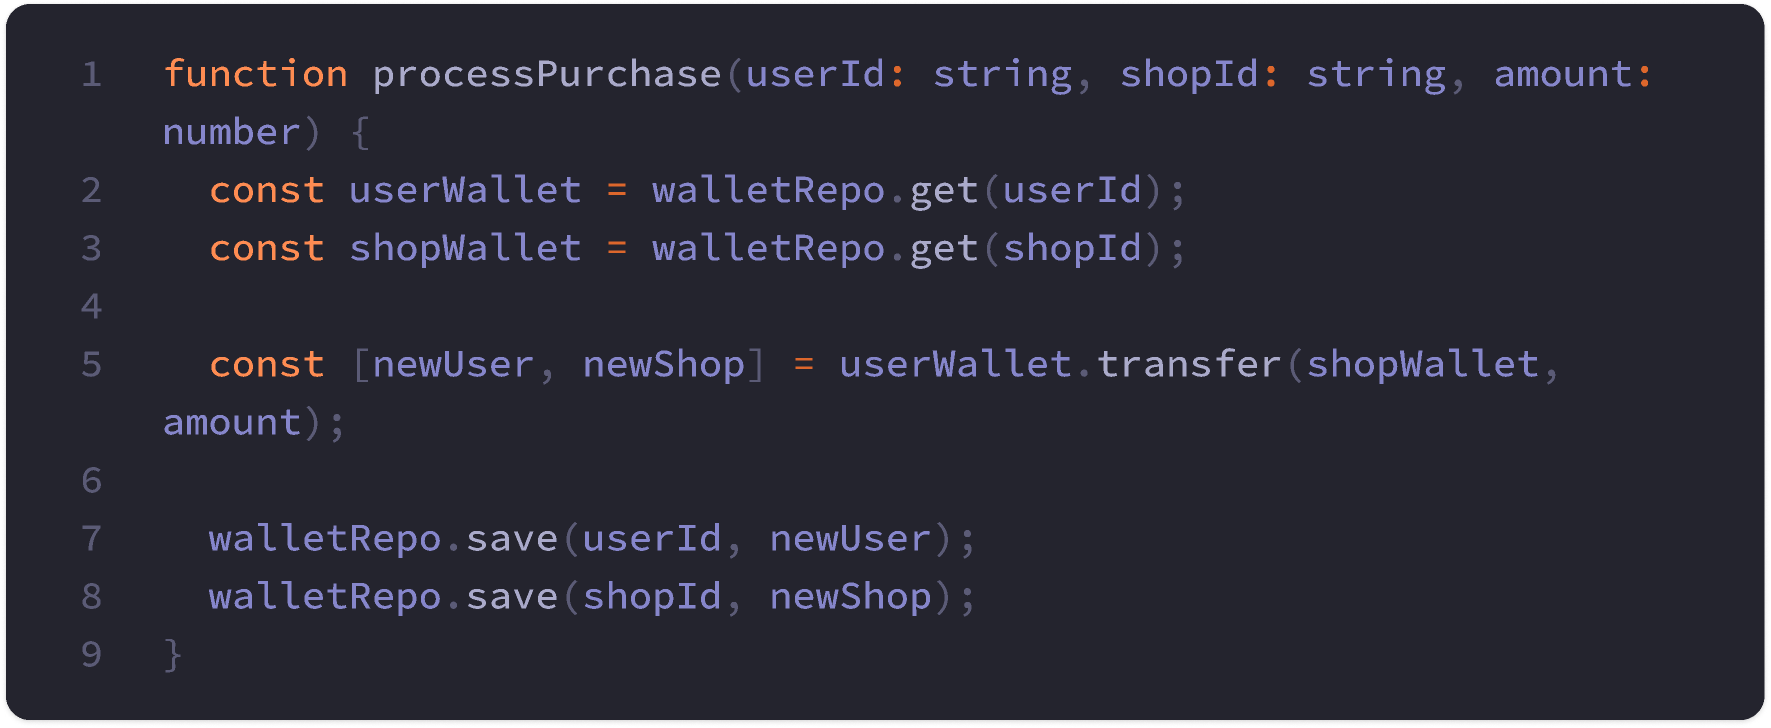 1 function processPurchase(userId: string, shopId: string, amount:
number) {
2 const userWallet = walletRepo.get(userId);
3 const shopWallet = walletRepo.get(shopId);
4
5 const [newUser, newShop] = userWallet.transfer(shopWallet,
amount);
6
7 walletRepo.save(userId, newUser);
8 walletRepo.save(shopId, newShop);
9 }